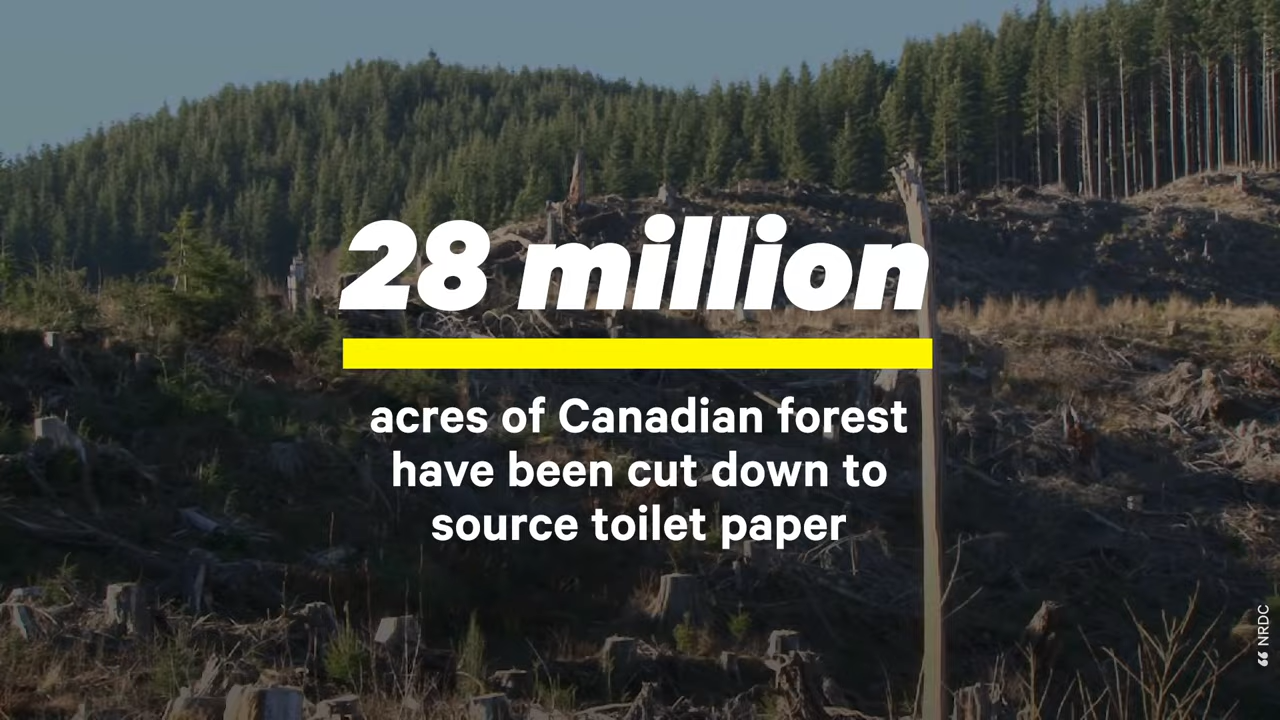 28 million
acres of Canadian forest
have been cut down to
source toilet paper
❝ NRDC